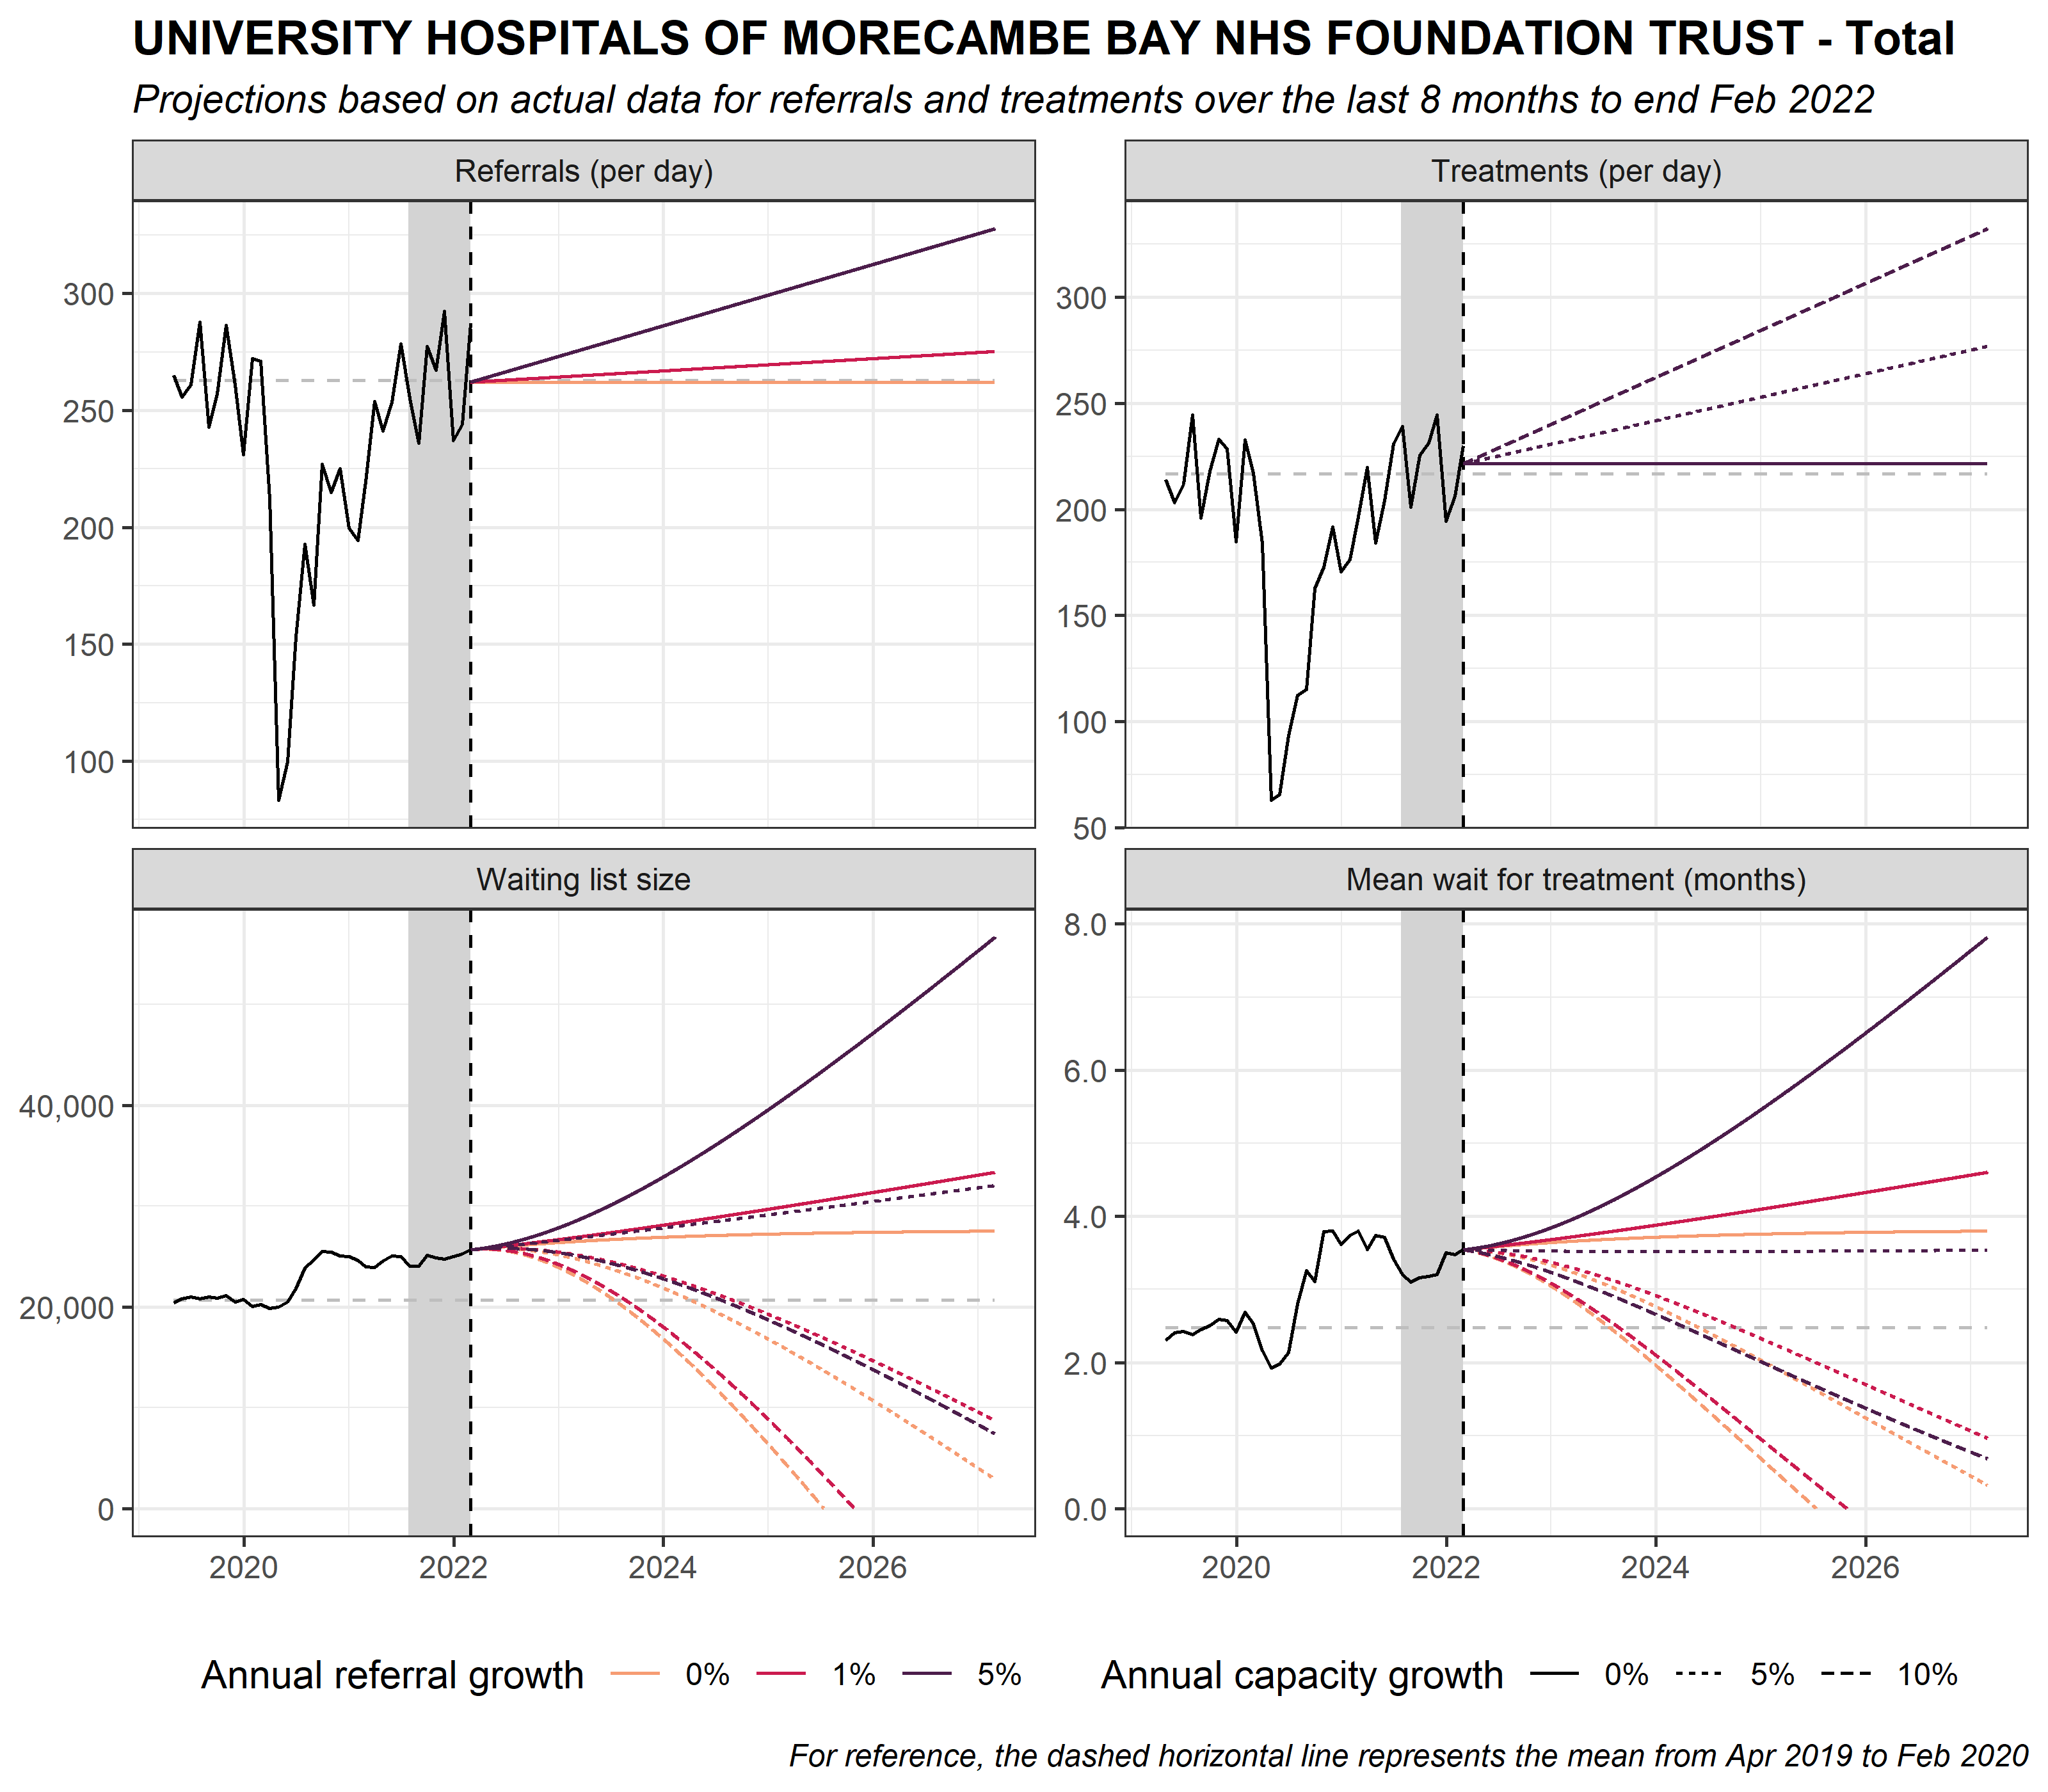 UNIVERSITY HOSPITALS OF MORECAMBE BAY NHS FOUNDATION TRUST - Total
Projections based on actual data for referrals and treatments over the last 8 months to end Feb 2022
Referrals (per day)
300
250
200
150
100
Treatments (per day)
300
250
200
150
100
50
Waiting list size
40,000
20,000
0
2020 2022 2024 2026
Mean wait for treatment (months)
8.0
6.0
4.0
2.0
0.0
2020 2022 2024 2026
Annual referral growth 0% 1% 5%
Annual capacity growth 0% 5% 10%
For reference, the dashed horizontal line represents the mean from Apr 2019 to Feb 2020